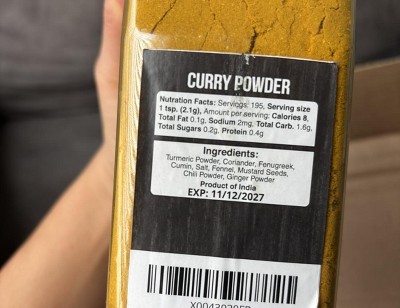 CURRY POWDER
Nutrition Facts: Servings: 195, Serving size
1 tsp. (2.1g), Amount per serving: Calories 8,
Total Fat 0.1g, Sodium 2mg, Total Carb. 1.6g,
Total Sugars 0.2g, Protein 0.4g
Ingredients:
Turmeric Powder, Coriander, Fenugreek,
Cumin, Salt, Fennel, Mustard Seeds,
Chili Powder, Ginger Powder
Product of India
EXP: 11/12/2027